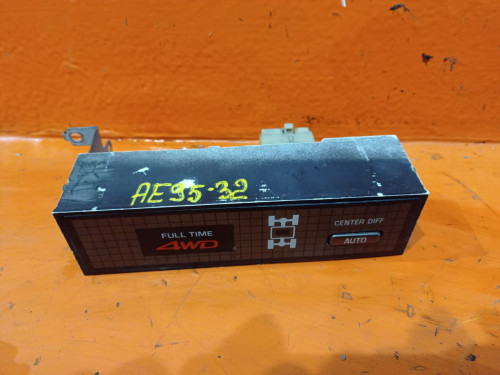 AE95-32
FULL TIME
4WD
CENTER DIFF
AUTO